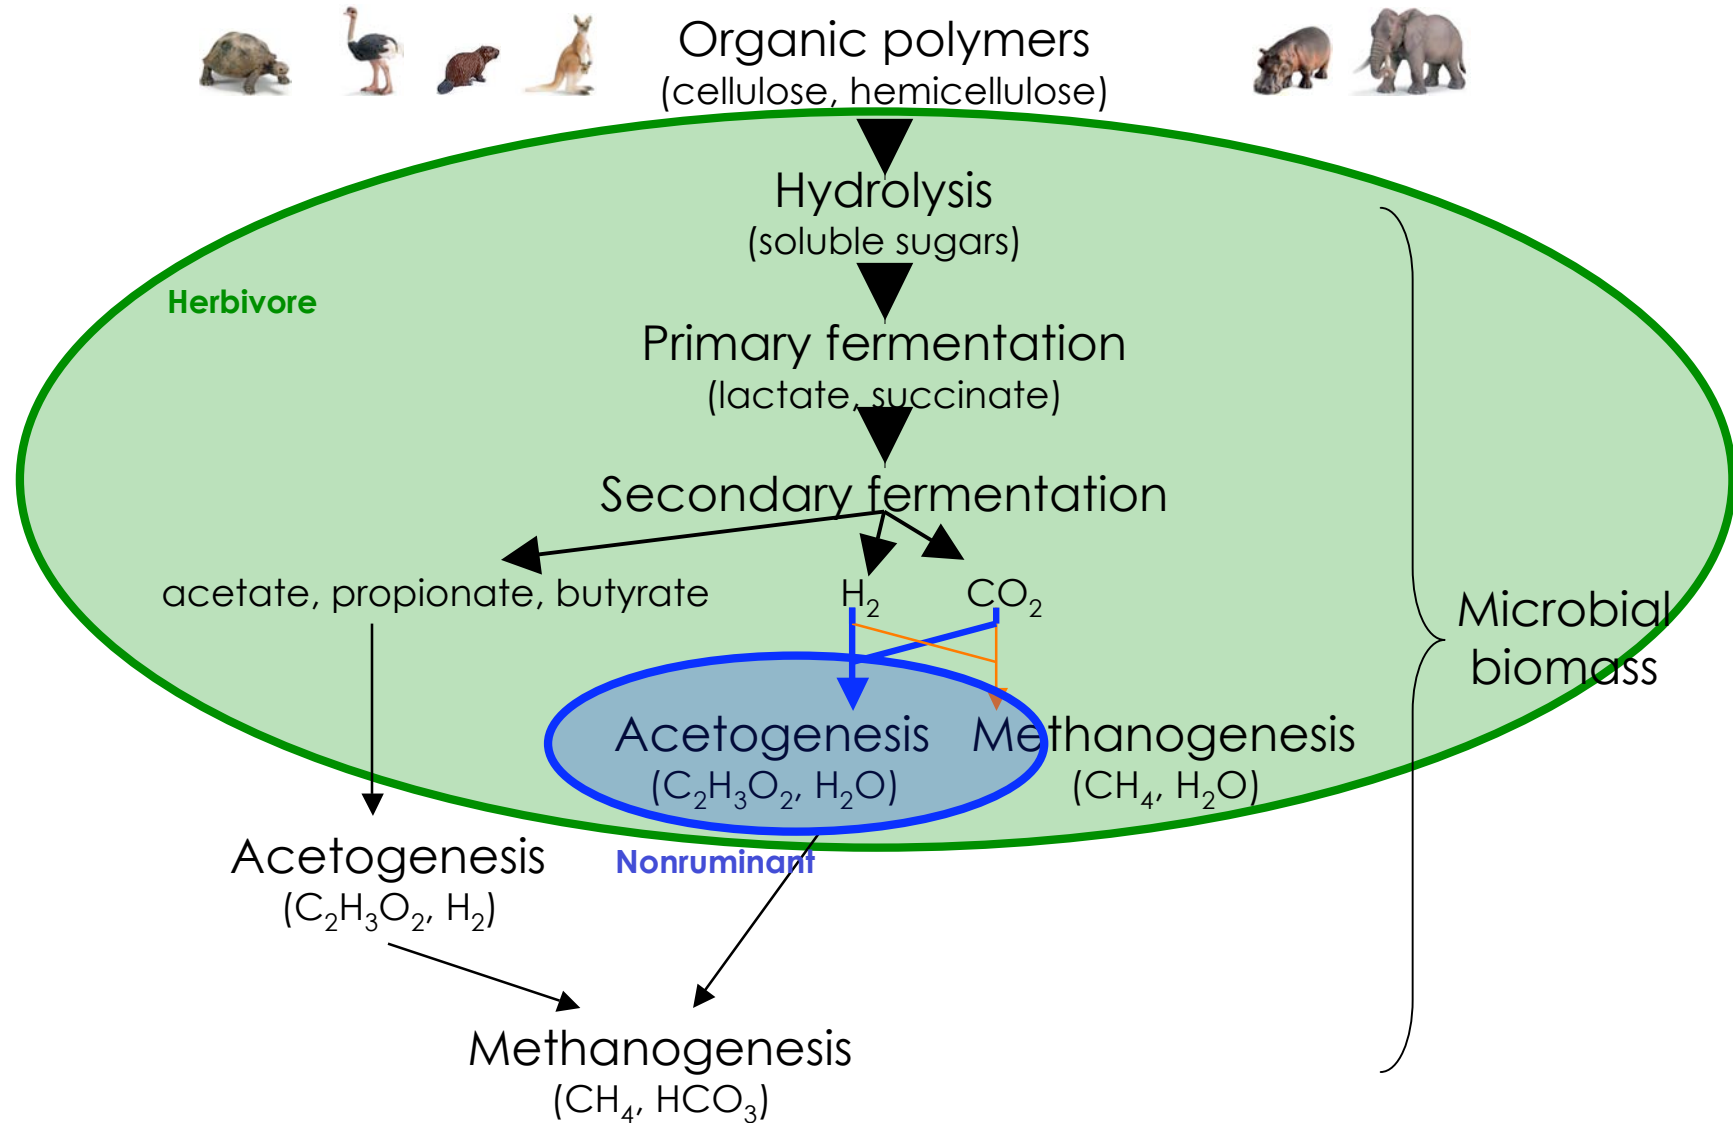 Organic polymers
(cellulose, hemicellulose)
Hydrolysis
(soluble sugars)
Herbivore
Primary fermentation
(lactate, succinate)
Secondary fermentation
acetate, propionate, butyrate
H₂
CO₂
Microbial
biomass
Acetogenesis
(C₂H₃O₂, H₂O)
Methanogenesis
(CH₄, H₂O)
Acetogenesis
(C₂H₃O₂, H₂)
Nonruminant
Methanogenesis
(CH₄, HCO₃)